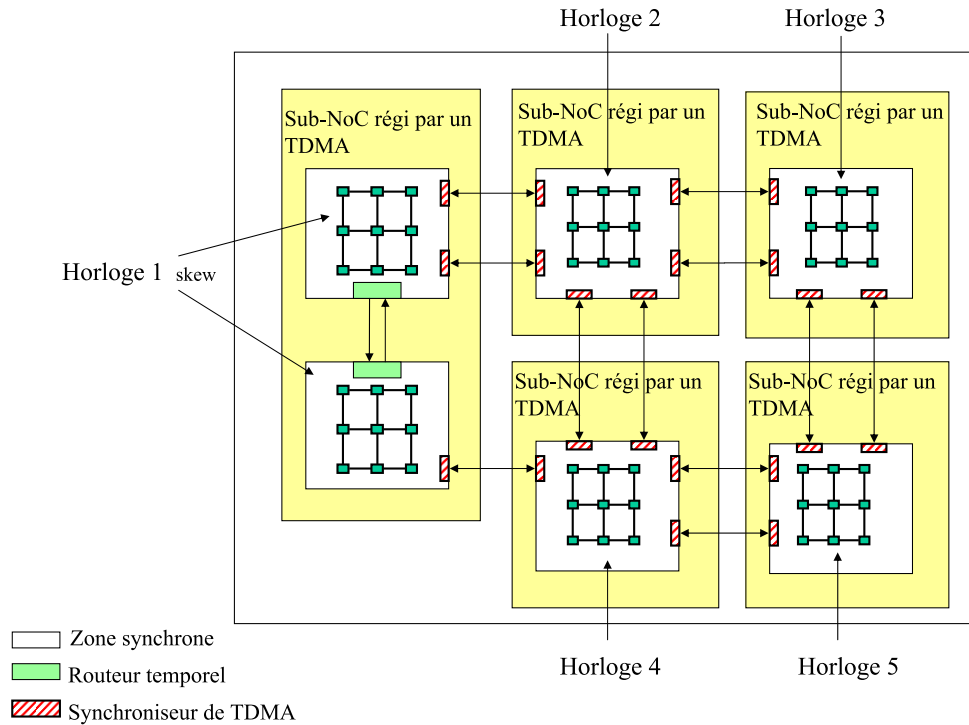 Horloge 2
Horloge 3
Sub-NoC régi par un
TDMA
Sub-NoC régi par un
TDMA
Sub-NoC régi par un
TDMA
Horloge 1 skew
Sub-NoC régi par un
TDMA
Sub-NoC régi par un
TDMA
Zone synchrone
Routeur temporel
Synchroniseur de TDMA
Horloge 4
Horloge 5